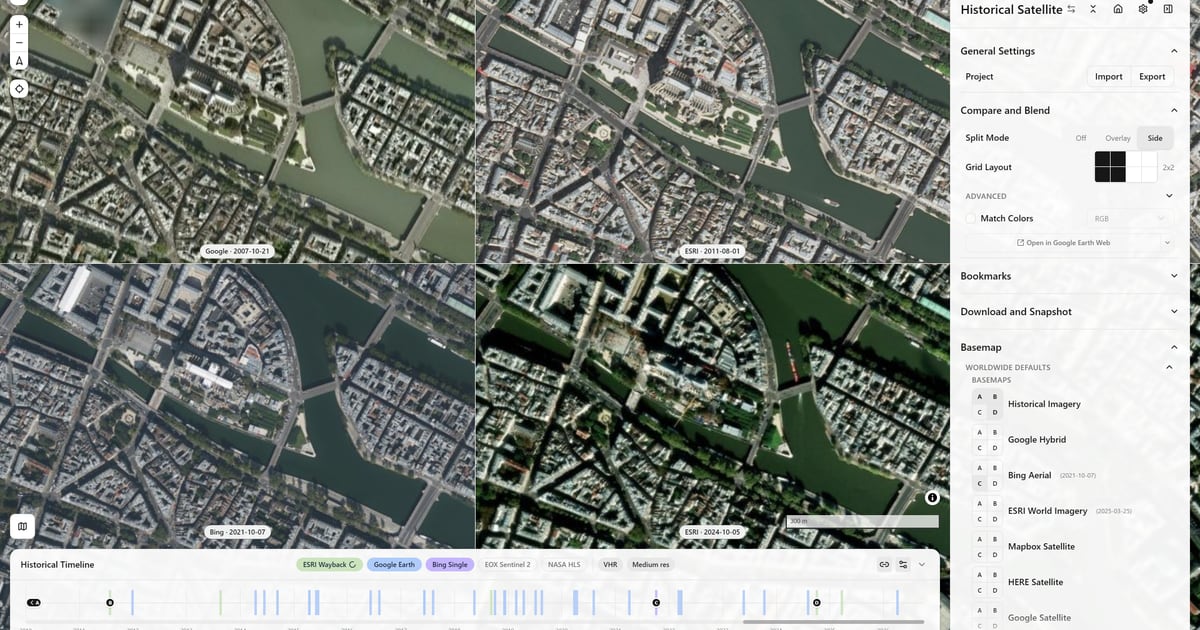 Historical Satellite
General Settings
Project
Import
Export
Compare and Blend
Split Mode
Off
Overlay
Side
Grid Layout
2x2
ADVANCED
Match Colors
RGB
Open in Google Earth Web
Bookmarks
Download and Snapshot
Basemap
WORLDWIDE DEFAULTS
BASEMAPS
A B
C D
Historical Imagery
A B
C D
Google Hybrid
A B
C D
Bing Aerial (2021-10-07)
A B
C D
ESRI World Imagery (2025-03-25)
A B
C D
Mapbox Satellite
A B
C D
HERE Satellite
A B
C D
Google Satellite
Google - 2007-10-21
ESRI - 2011-08-01
Bing - 2021-10-07
ESRI - 2024-10-05
300 m
Historical Timeline
ESRI Wayback
Google Earth
Bing Single
EOX Sentinel 2
NASA HLS
VHR
Medium res
A
B
C
D